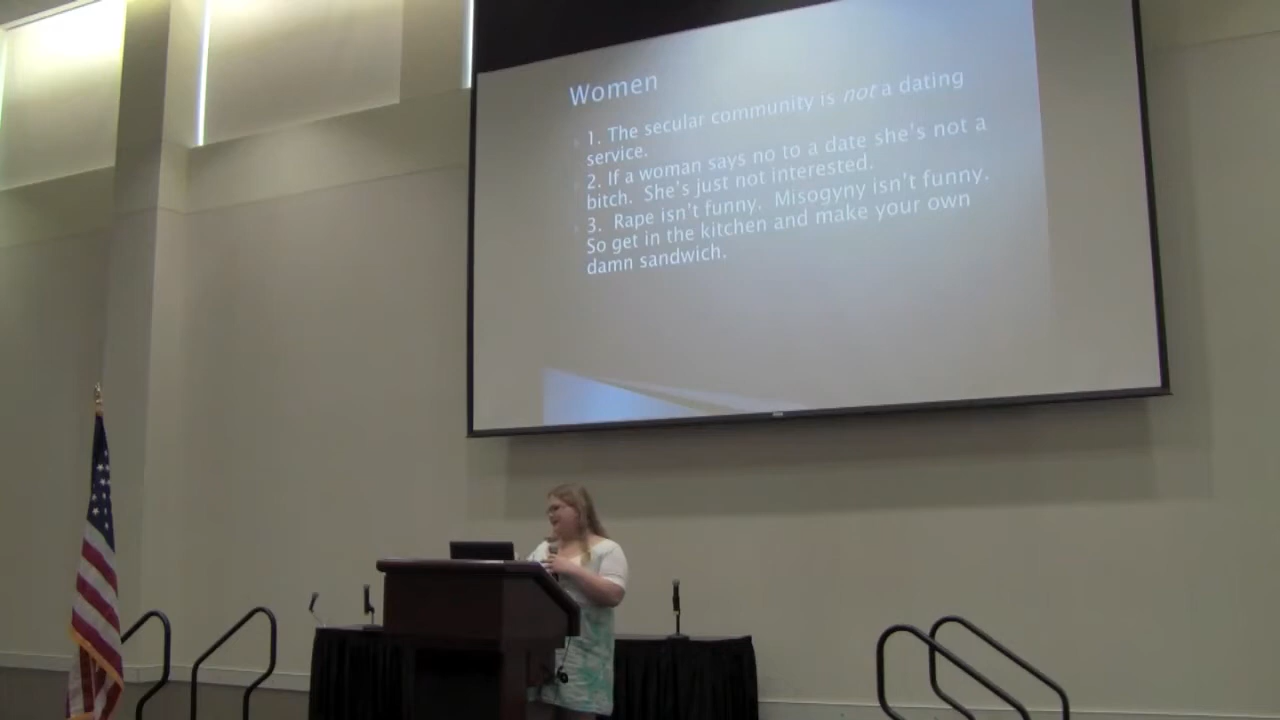 Women
1. The secular community is not a dating
service.
2. If a woman says no to a date she's not a
bitch.  She's just not interested.
3.  Rape isn't funny.  Misogyny isn't funny.
So get in the kitchen and make your own
damn sandwich.